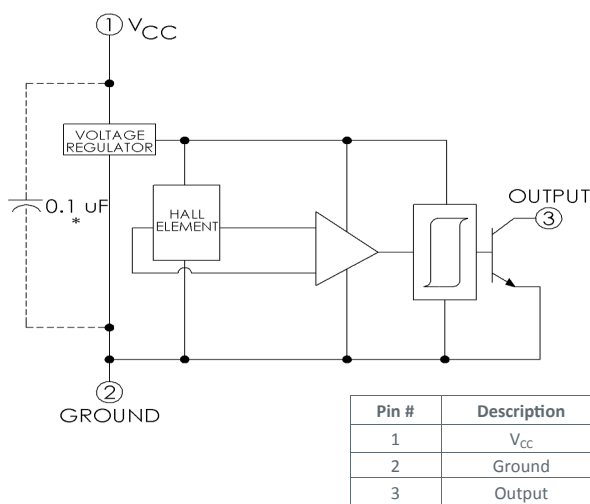 1 VCC
VOLTAGE
REGULATOR
0.1 uF
*
HALL
ELEMENT
OUTPUT
3
2
GROUND
Pin # Description
1 VCC
2 Ground
3 Output